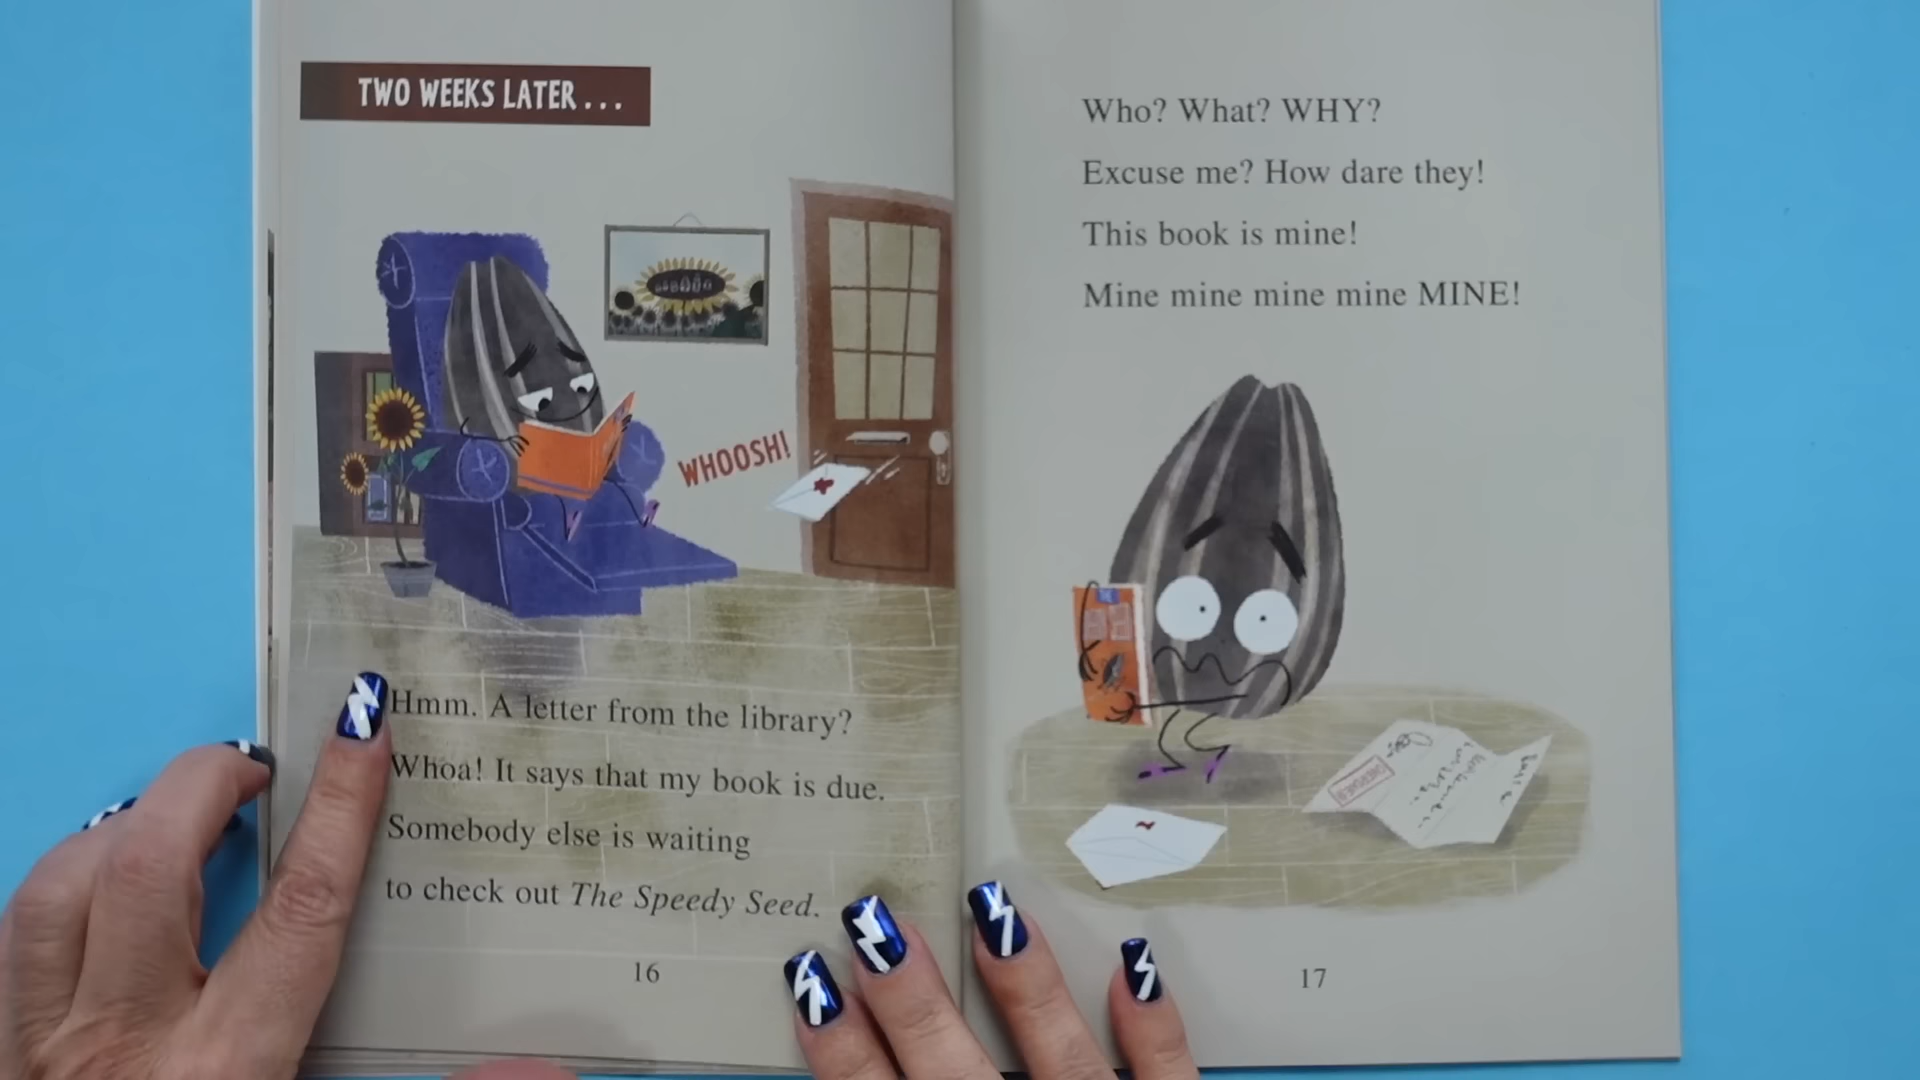 TWO WEEKS LATER...
WHOOSH!
Hmm. A letter from the library?
Whoa! It says that my book is due.
Somebody else is waiting
to check out The Speedy Seed.
16
Who? What? WHY?
Excuse me? How dare they!
This book is mine!
Mine mine mine mine MINE!
17